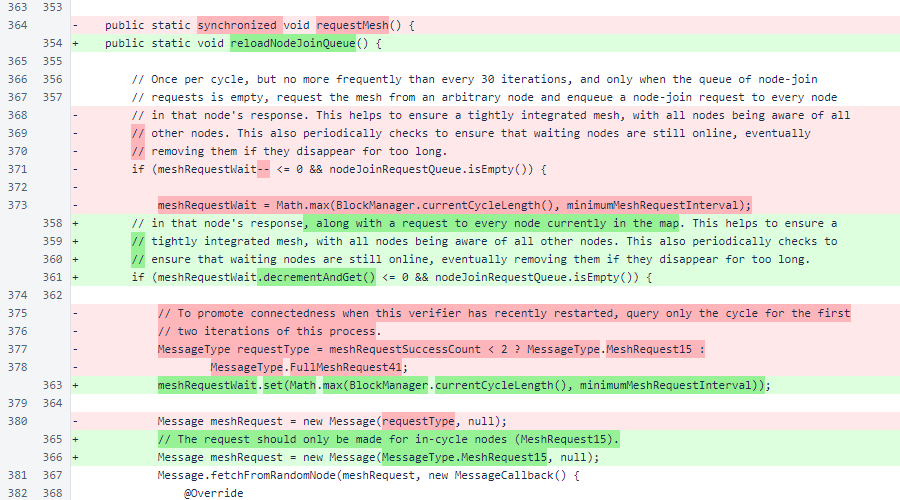 363 353
364 - public static synchronized void requestMesh() {
354 + public static void reloadNodeJoinQueue() {
365 355
366 356 // Once per cycle, but no more frequently than every 30 iterations, and only when the queue of node-join
367 357 // requests is empty, request the mesh from an arbitrary node and enqueue a node-join request to every node
368 - // in that node's response. This helps to ensure a tightly integrated mesh, with all nodes being aware of all
369 - // other nodes. This also periodically checks to ensure that waiting nodes are still online, eventually
370 - // removing them if they disappear for too long.
371 - if (meshRequestWait-- <= 0 && nodeJoinRequestQueue.isEmpty()) {
372 -
373 - meshRequestWait = Math.max(BlockManager.currentCycleLength(), minimumMeshRequestInterval);
358 + // in that node's response, along with a request to every node currently in the map. This helps to ensure a
359 + // tightly integrated mesh, with all nodes being aware of all other nodes. This also periodically checks to
360 + // ensure that waiting nodes are still online, eventually removing them if they disappear for too long.
361 + if (meshRequestWait.decrementAndGet() <= 0 && nodeJoinRequestQueue.isEmpty()) {
374 362
375 - // To promote connectedness when this verifier has recently restarted, query only the cycle for the first
376 - // two iterations of this process.
377 - MessageType requestType = meshRequestSuccessCount < 2 ? MessageType.MeshRequest15 :
378 - MessageType.FullMeshRequest41;
363 + meshRequestWait.set(Math.max(BlockManager.currentCycleLength(), minimumMeshRequestInterval));
379 364
380 - Message meshRequest = new Message(requestType, null);
365 + // The request should only be made for in-cycle nodes (MeshRequest15).
366 + Message meshRequest = new Message(MessageType.MeshRequest15, null);
381 367 Message.fetchFromRandomNode(meshRequest, new MessageCallback() {
382 368 @Override